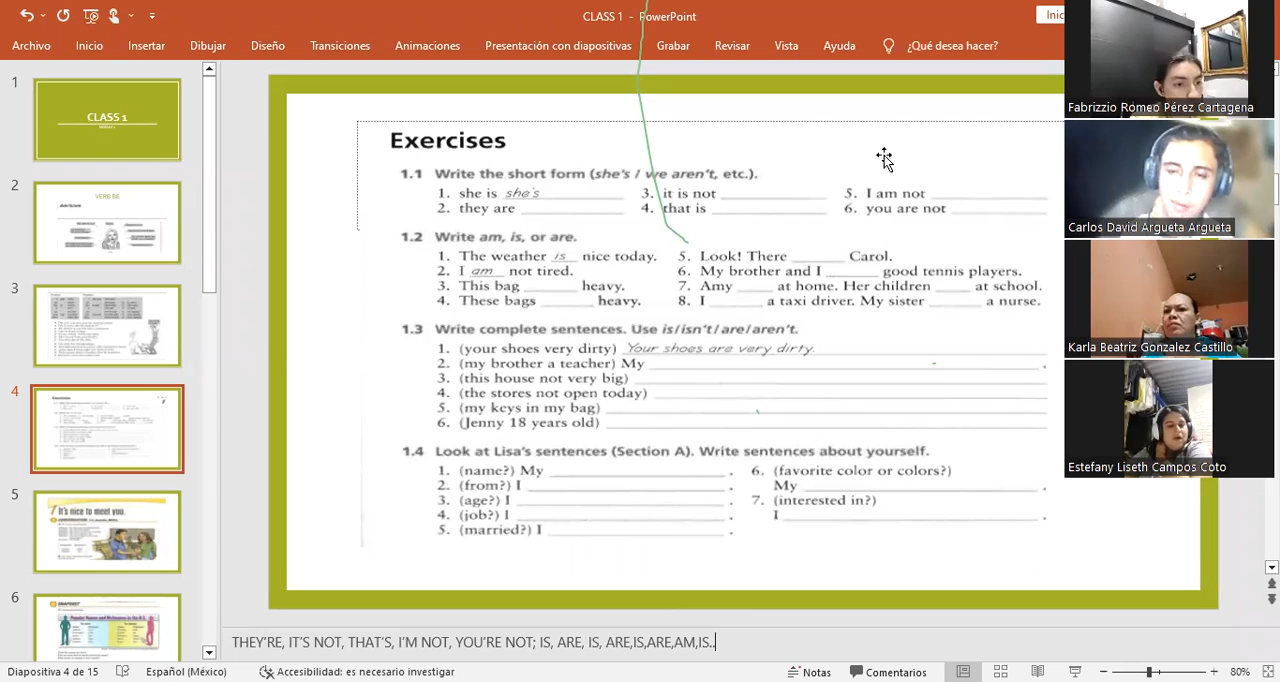 CLASS 1 - PowerPoint
Inic
Archivo Inicio Insertar Dibujar Diseño Transiciones Animaciones Presentación con diapositivas Grabar Revisar Vista Ayuda ¿Qué desea hacer?
1
CLASS 1
2
VERB BE
3
4
5
It's nice to meet you.
6
SNAPSHOT
Exercises
1.1 Write the short form (she's / we aren't, etc.).
1. she is she's 3. it is not 5. I am not
2. they are 4. that is 6. you are not
1.2 Write am, is, or are.
1. The weather is nice today. 5. Look! There Carol.
2. I am not tired. 6. My brother and I good tennis players.
3. This bag heavy. 7. Amy at home. Her children at school.
4. These bags heavy. 8. I a taxi driver. My sister a nurse.
1.3 Write complete sentences. Use is/isn't/are/aren't.
1. (your shoes very dirty) Your shoes are very dirty.
2. (my brother a teacher) My .
3. (this house not very big)
4. (the stores not open today)
5. (my keys in my bag)
6. (Jenny 18 years old)
1.4 Look at Lisa's sentences (Section A). Write sentences about yourself.
1. (name?) My . 6. (favorite color or colors?)
2. (from?) I . My .
3. (age?) I . 7. (interested in?)
4. (job?) I . I .
5. (married?) I .
Fabrizzio Romeo Pérez Cartagena
Carlos David Argueta Argueta
Karla Beatriz Gonzalez Castillo
Estefany Liseth Campos Coto
THEY'RE, IT'S NOT, THAT'S, I'M NOT, YOU'RE NOT; IS, ARE, IS, ARE,IS,ARE,AM,IS..
Diapositiva 4 de 15 Español (México) Accesibilidad: es necesario investigar Notas Comentarios 80%